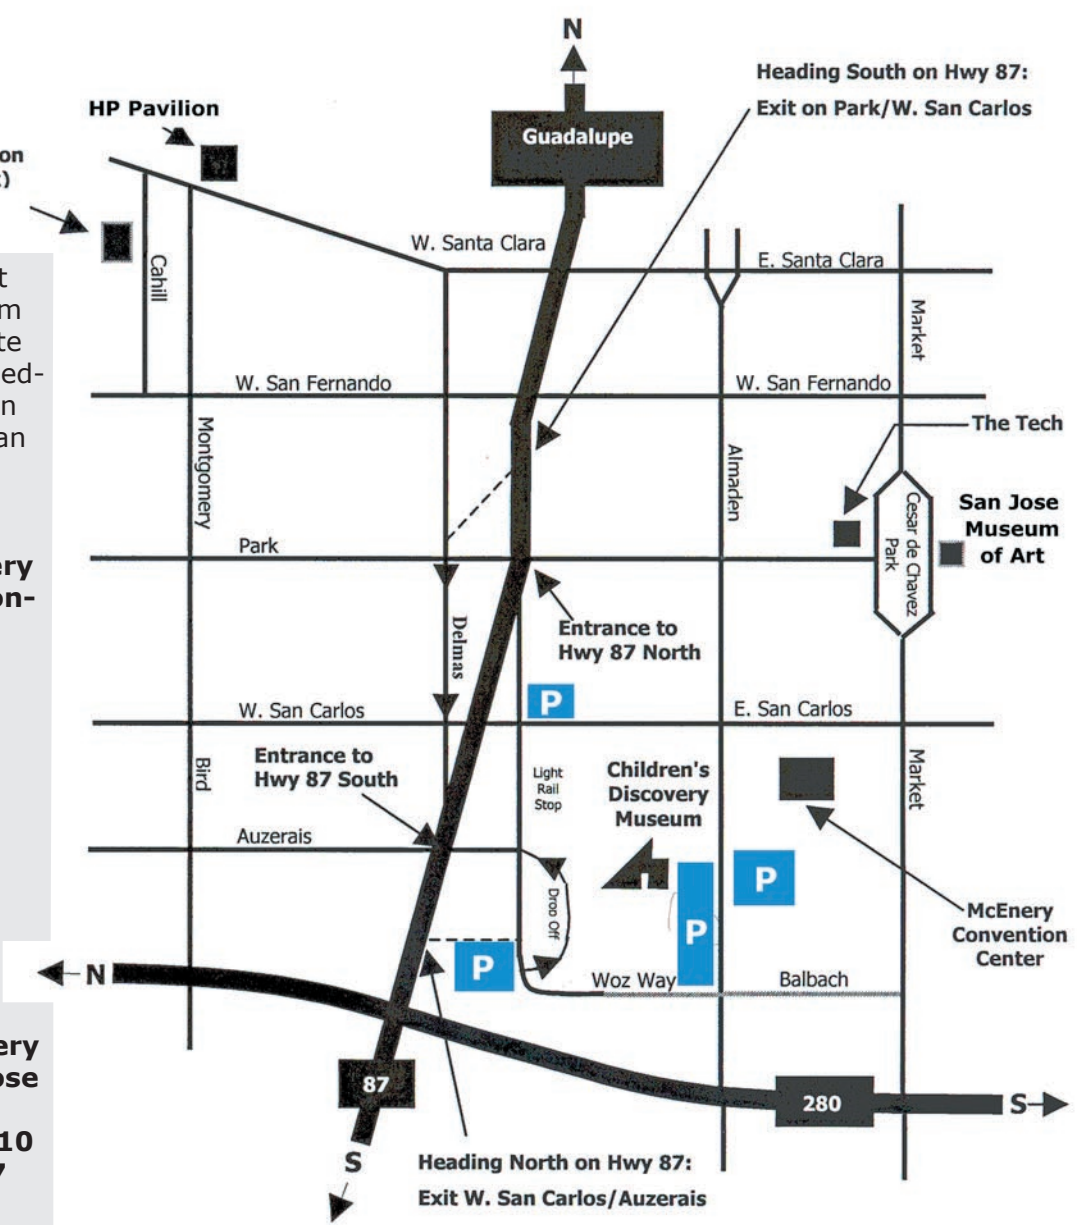 N
Heading South on Hwy 87:
Exit on Park/W. San Carlos
HP Pavilion
Guadalupe
W. Santa Clara
E. Santa Clara
Cahill
Market
W. San Fernando
W. San Fernando
Montgomery
Almaden
The Tech
San Jose
Museum
of Art
Cesar de Chavez
Park
Park
Delmas
Entrance to
Hwy 87 North
P
W. San Carlos
E. San Carlos
Bird
Entrance to
Hwy 87 South
Light
Rail
Stop
Children's
Discovery
Museum
Market
Auzerais
Droo Off
P
P
P
McEnery
Convention
Center
N
Woz Way
Balbach
87
280
S
S
Heading North on Hwy 87:
Exit W. San Carlos/Auzerais
10
7